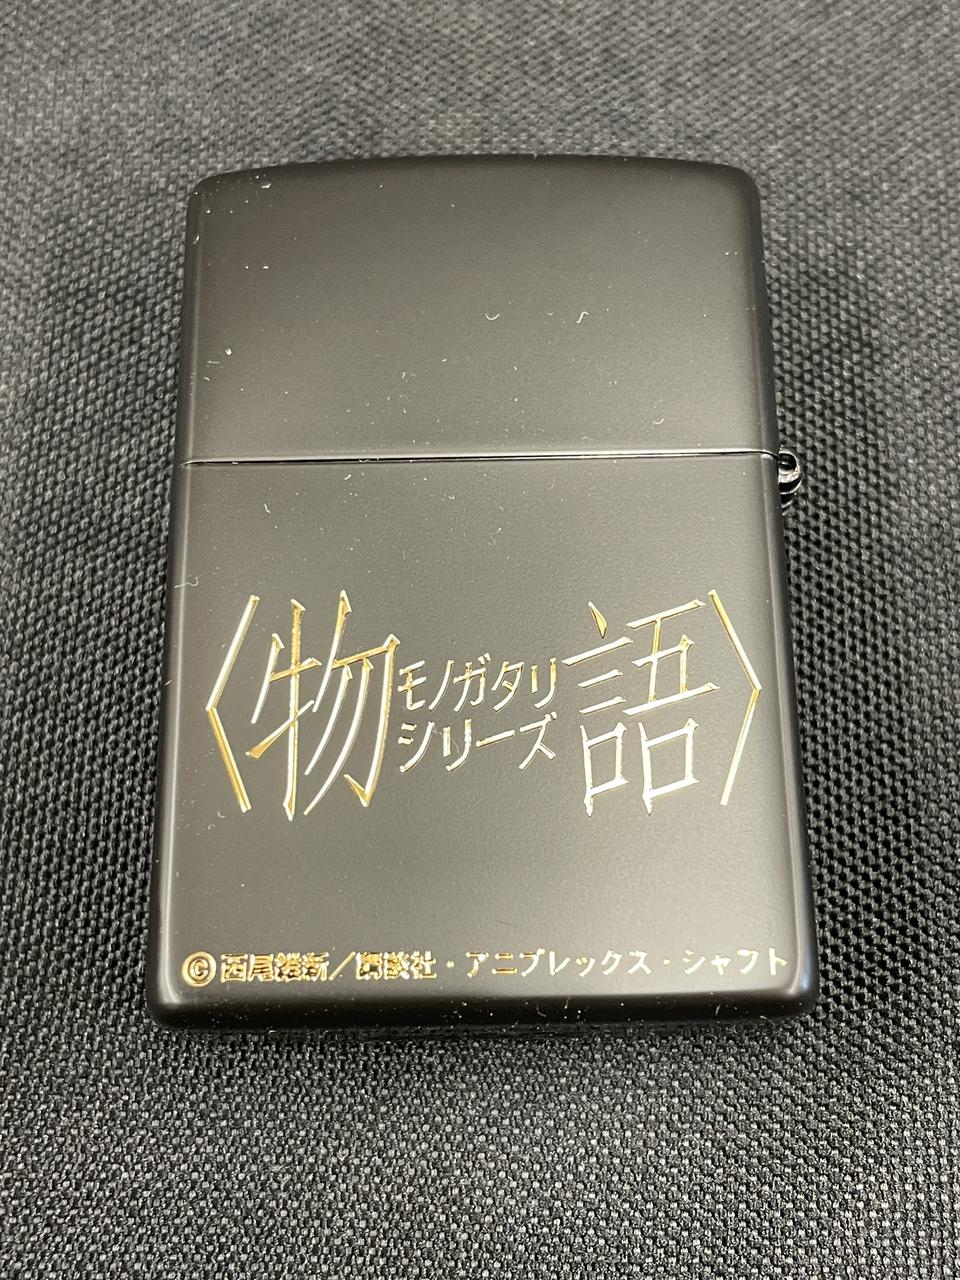 〈物語〉
モノガタリ
シリーズ
©西尾維新/講談社・アニプレックス・シャフト